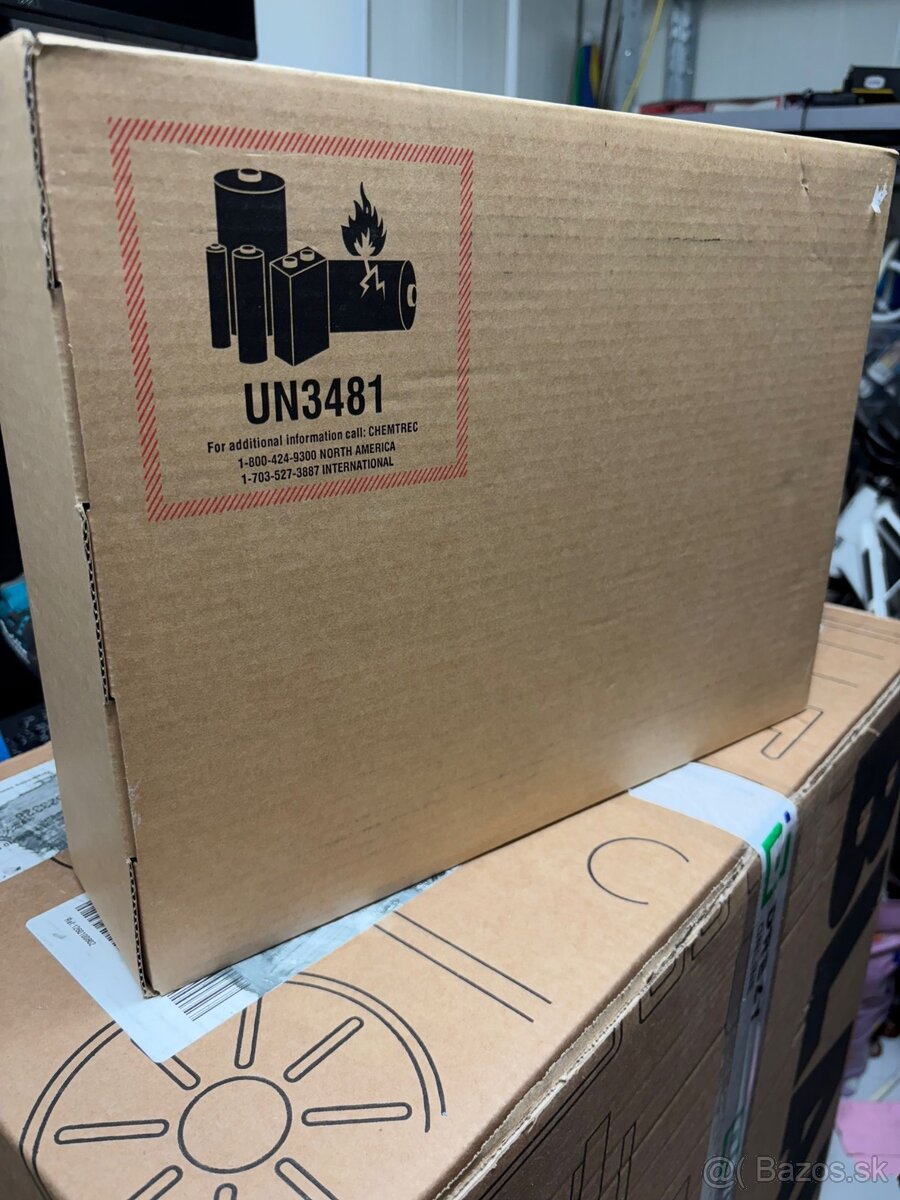 UN3481
For additional information call: CHEMTREC
1-800-424-9300 NORTH AMERICA
1-703-527-3887 INTERNATIONAL
@( Bazos.sk